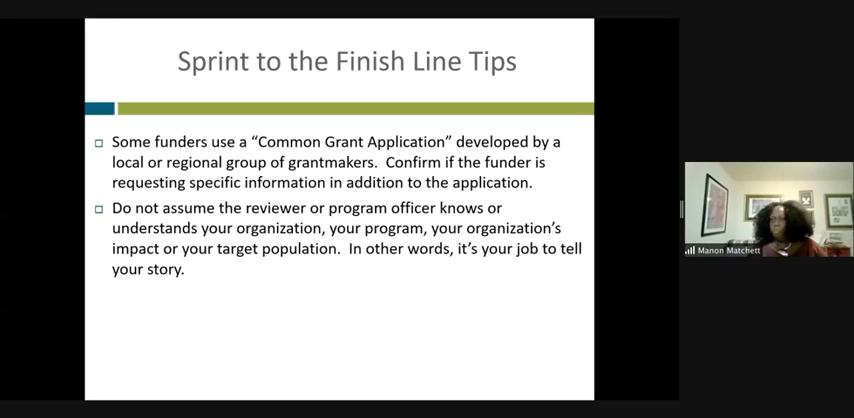 Sprint to the Finish Line Tips
Some funders use a “Common Grant Application” developed by a
local or regional group of grantmakers. Confirm if the funder is
requesting specific information in addition to the application.
Do not assume the reviewer or program officer knows or
understands your organization, your program, your organization’s
impact or your target population. In other words, it’s your job to tell
your story.
Manon Matchett